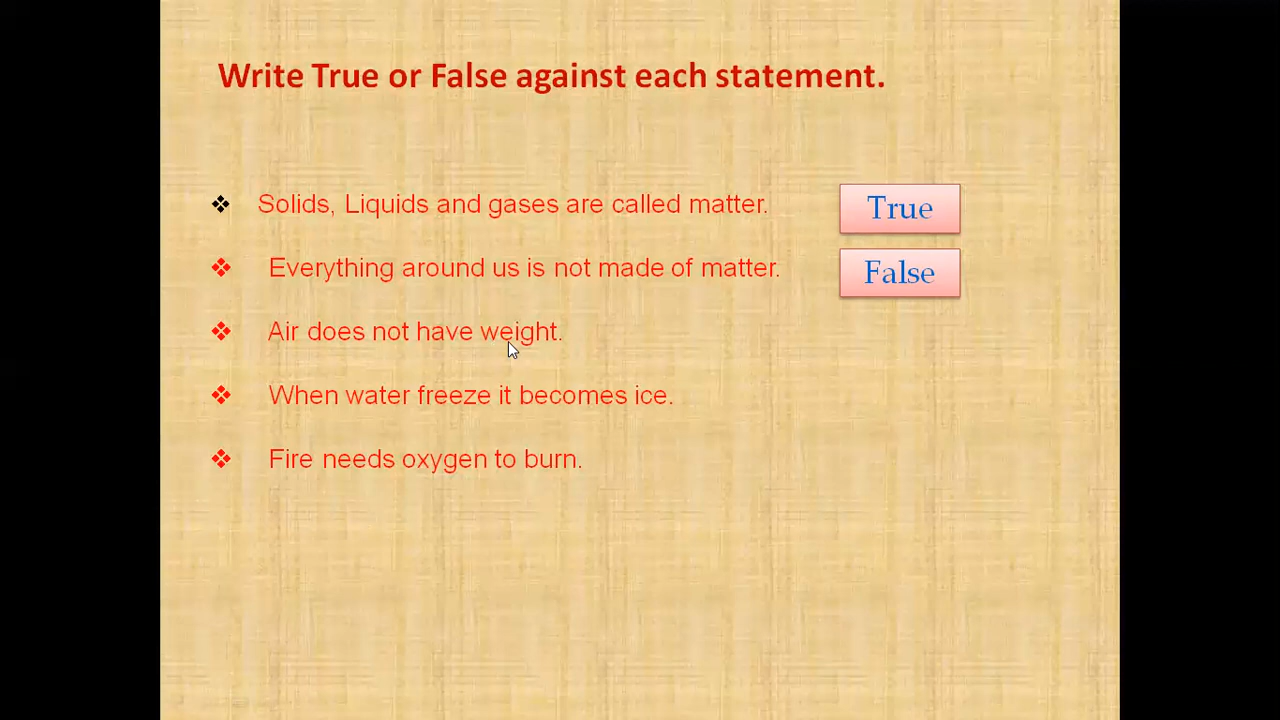 Write True or False against each statement.
Solids, Liquids and gases are called matter. True
Everything around us is not made of matter. False
Air does not have weight.
When water freeze it becomes ice.
Fire needs oxygen to burn.